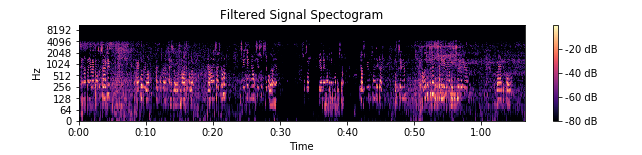 Filtered Signal Spectogram
8192
4096
2048
1024
512
256
128
64
0
Hz
0:00 0:10 0:20 0:30 0:40 0:50 1:00
Time
-20 dB
-40 dB
-60 dB
-80 dB